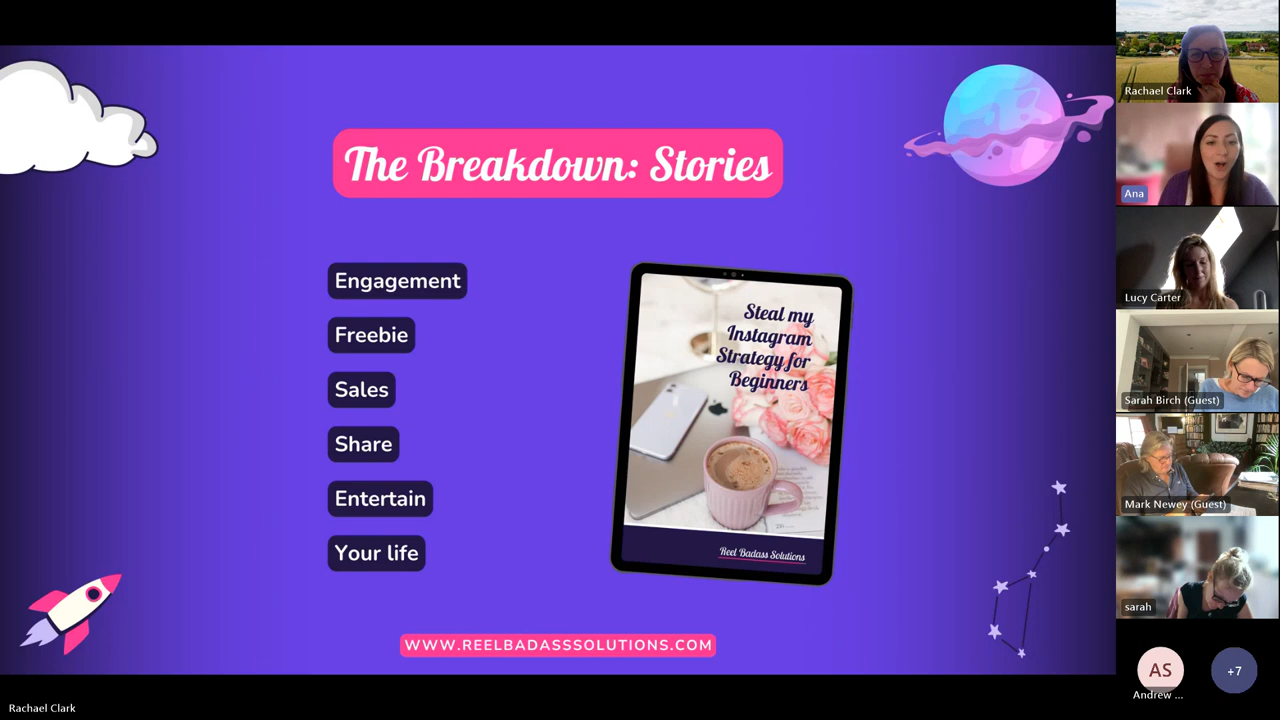 The Breakdown: Stories
Engagement
Freebie
Sales
Share
Entertain
Your life
Steal my
Instagram
Strategy for
Beginners
Reel Badass Solutions
WWW.REELBADASSSOLUTIONS.COM
Rachael Clark
Rachael Clark
Ana
Lucy Carter
Sarah Birch (Guest)
Mark Newey (Guest)
sarah
AS
Andrew ...
+7